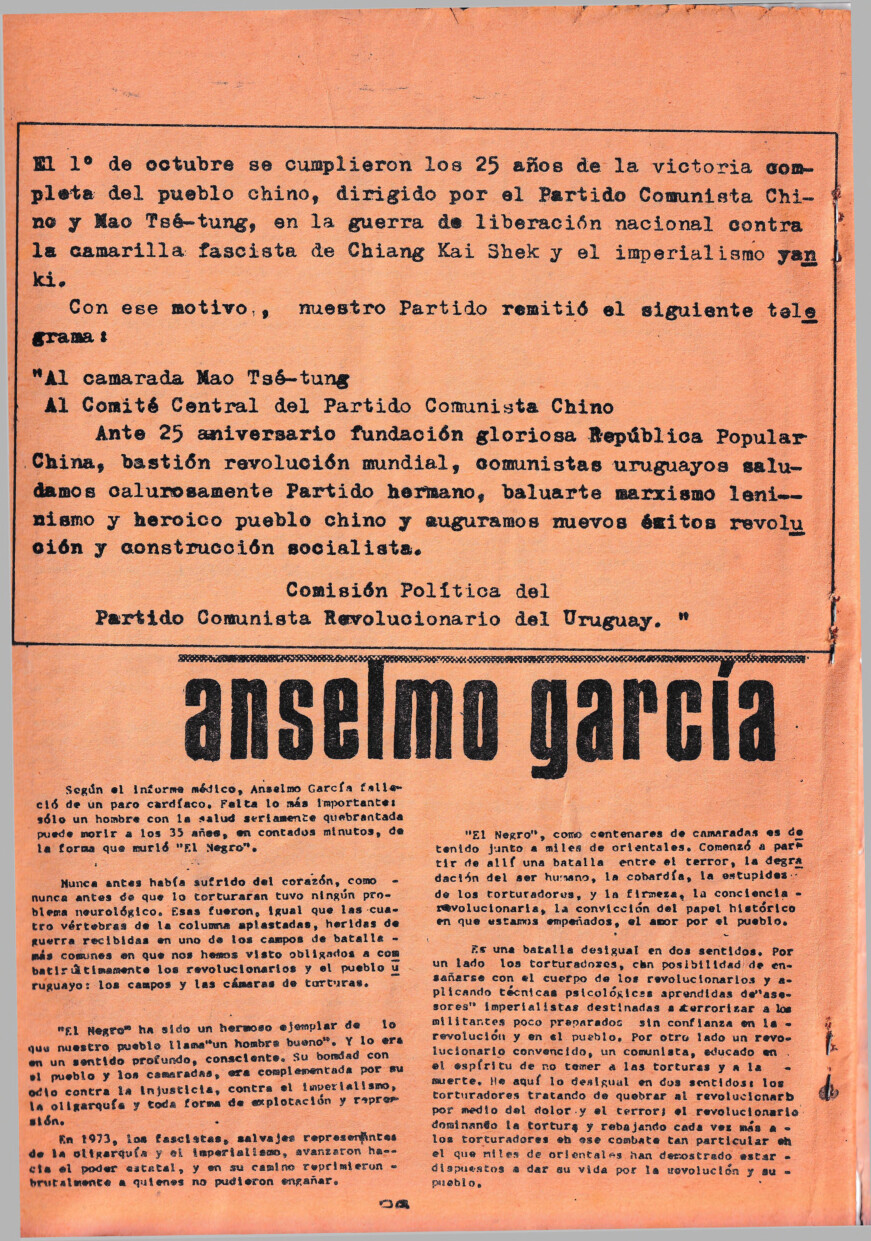 El 1º de octubre se cumplieron los 25 años de la victoria com-
pleta del pueblo chino, dirigido por el Partido Comunista Chi-
no y Mao Tsé-tung, en la guerra de liberación nacional contra
la camarilla fascista de Chiang Kai Shek y el imperialismo yan
ki.
Con ese motivo, nuestro Partido remitió el siguiente tele
grama:
"Al camarada Mao Tsé-tung
Al Comité Central del Partido Comunista Chino
Ante 25 aniversario fundación gloriosa República Popular
China, bastión revolución mundial, comunistas uruguayos salu-
damos calurosamente Partido hermano, baluarte marxismo leni--
nismo y heroico pueblo chino y auguramos nuevos éxitos revolu
ción y construcción socialista.
Comisión Política del
Partido Comunista Revolucionario del Uruguay. "
anselmo garcía
Según el informe médico, Anselmo García falle-
ció de un paro cardíaco. Falta lo más importante:
sólo un hombre con la salud seriamente quebrantada
puede morir a los 35 años, en contados minutos, de
la forma que murió "El Negro".
Nunca antes había sufrido del corazón, como -
nunca antes de que lo torturaran tuvo ningún pro-
blema neurológico. Esas fueron, igual que las cua-
tro vértebras de la columna aplastadas, heridas de
guerra recibidas en uno de los campos de batalla -
más comunes en que nos hemos visto obligados a com
batir últimamente los revolucionarios y el pueblo u
ruguayo: los campos y las cámaras de torturas.
"El Negro" ha sido un hermoso ejemplar de lo
que nuestro pueblo llama "un hombre bueno". Y lo era
en un sentido profundo, consciente. Su bondad con
el pueblo y los camaradas, era complementada por su
odio contra la injusticia, contra el imperialismo,
la oligarquía y toda forma de explotación y repre-
sión.
En 1973, los fascistas, salvajes representantes
de la oligarquía y el imperialismo, avanzaron ha--
cia el poder estatal, y en su camino reprimieron -
brutalmente a quienes no pudieron engañar.
"El Negro", como centenares de camaradas es de
tenido junto a miles de orientales. Comenzó a par-
tir de allí una batalla entre el terror, la degra
dación del ser humano, la cobardía, la estupidez -
de los torturadores, y la firmeza, la conciencia -
revolucionaria, la convicción del papel histórico
en que estamos empeñados, el amor por el pueblo.
Es una batalla desigual en dos sentidos. Por
un lado los torturadores, con posibilidad de en-
sañarse con el cuerpo de los revolucionarios y a-
plicando técnicas psicológicas aprendidas de "ase-
sores" imperialistas destinadas a aterrorizar a los
militantes poco preparados sin confianza en la -
revolución y en el pueblo. Por otro lado un revo-
lucionario convencido, un comunista, educado en
el espíritu de no temer a las torturas y a la -
muerte. He aquí lo desigual en dos sentidos: los
torturadores tratando de quebrar al revolucionario
por medio del dolor y el terror; el revolucionario
dominando la tortura y rebajando cada vez más a -
los torturadores en ese combate tan particular en
el que miles de orientales han demostrado estar -
dispuestos a dar su vida por la revolución y su -
pueblo.